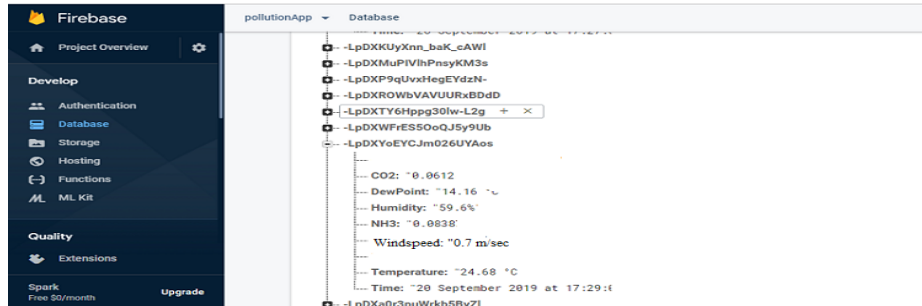 Firebase
pollutionApp Database
Project Overview
-LpDXKUyXnn_baK_cAWl
-LpDXMuPIVlhPnsyKM3s
Develop
-LpDXP9qUvxHegEYdzN-
-LpDXROWbVAVUURxBDdD
Authentication
-LpDXTY6Hppg30lw-L2g + ×
Database
-LpDXWFrES5OoQJ5y9Ub
Storage
-LpDXYoEYCJm026UYAos
Hosting
CO2: "0.0612
Functions
DewPoint: "14.16
ML Kit
Humidity: "59.6%"
NH3: "0.0838"
Quality
Windspeed: "0.7 m/sec
Extensions
Temperature: "24.68 °C
Spark
Free $0/month
Upgrade
Time: "20 September 2019 at 17:29:
-LpDXa0r3puWrkb5ByZl